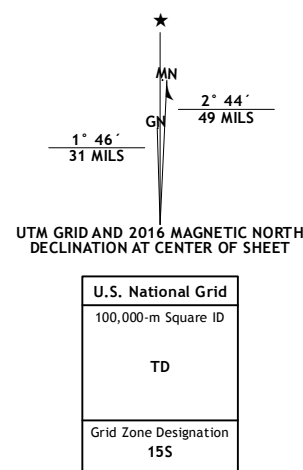 ★
MN
GN
2° 44´
49 MILS
1° 46´
31 MILS
UTM GRID AND 2016 MAGNETIC NORTH
DECLINATION AT CENTER OF SHEET
U.S. National Grid
100,000-m Square ID
TD
Grid Zone Designation
15S